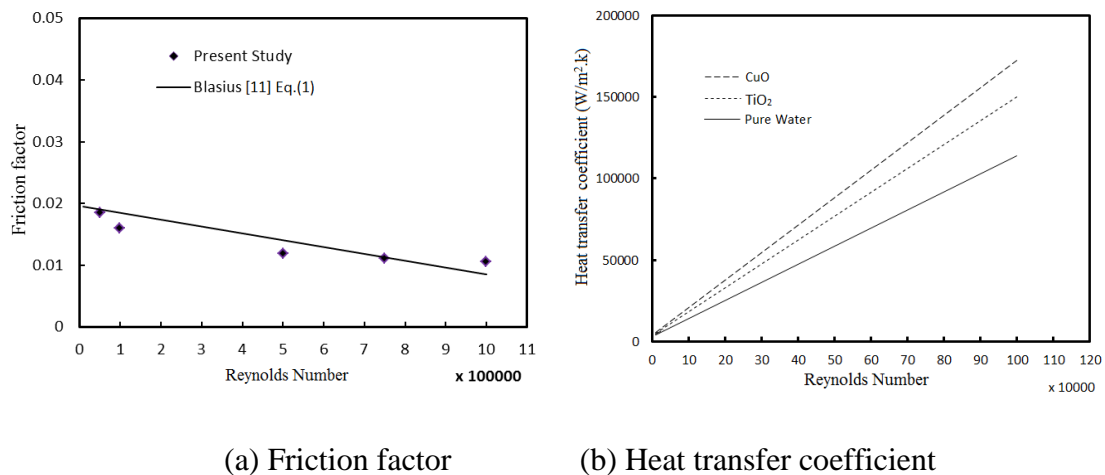 0.05
0.04
0.03
0.02
0.01
0
Friction factor
Present Study
Blasius [11] Eq.(1)
0 1 2 3 4 5 6 7 8 9 10 11
Reynolds Number
x 100000
200000
150000
100000
50000
0
Heat transfer coefficient (W/m².k)
CuO
TiO₂
Pure Water
0 10 20 30 40 50 60 70 80 90 100 110 120
Reynolds Number
x 10000
(a) Friction factor
(b) Heat transfer coefficient